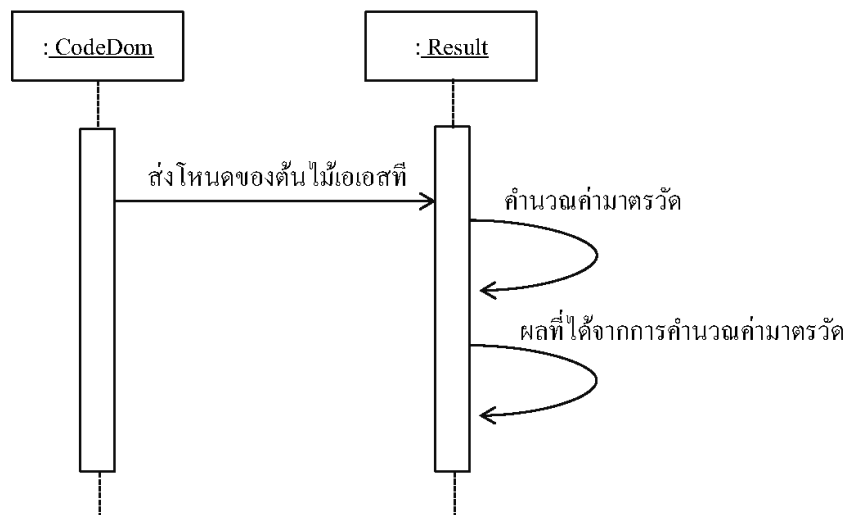 : CodeDom
: Result
ส่งโหนดของต้นไม้เอเอสที
คำนวณค่ามาตรวัด
ผลที่ได้จากการคำนวณค่ามาตรวัด